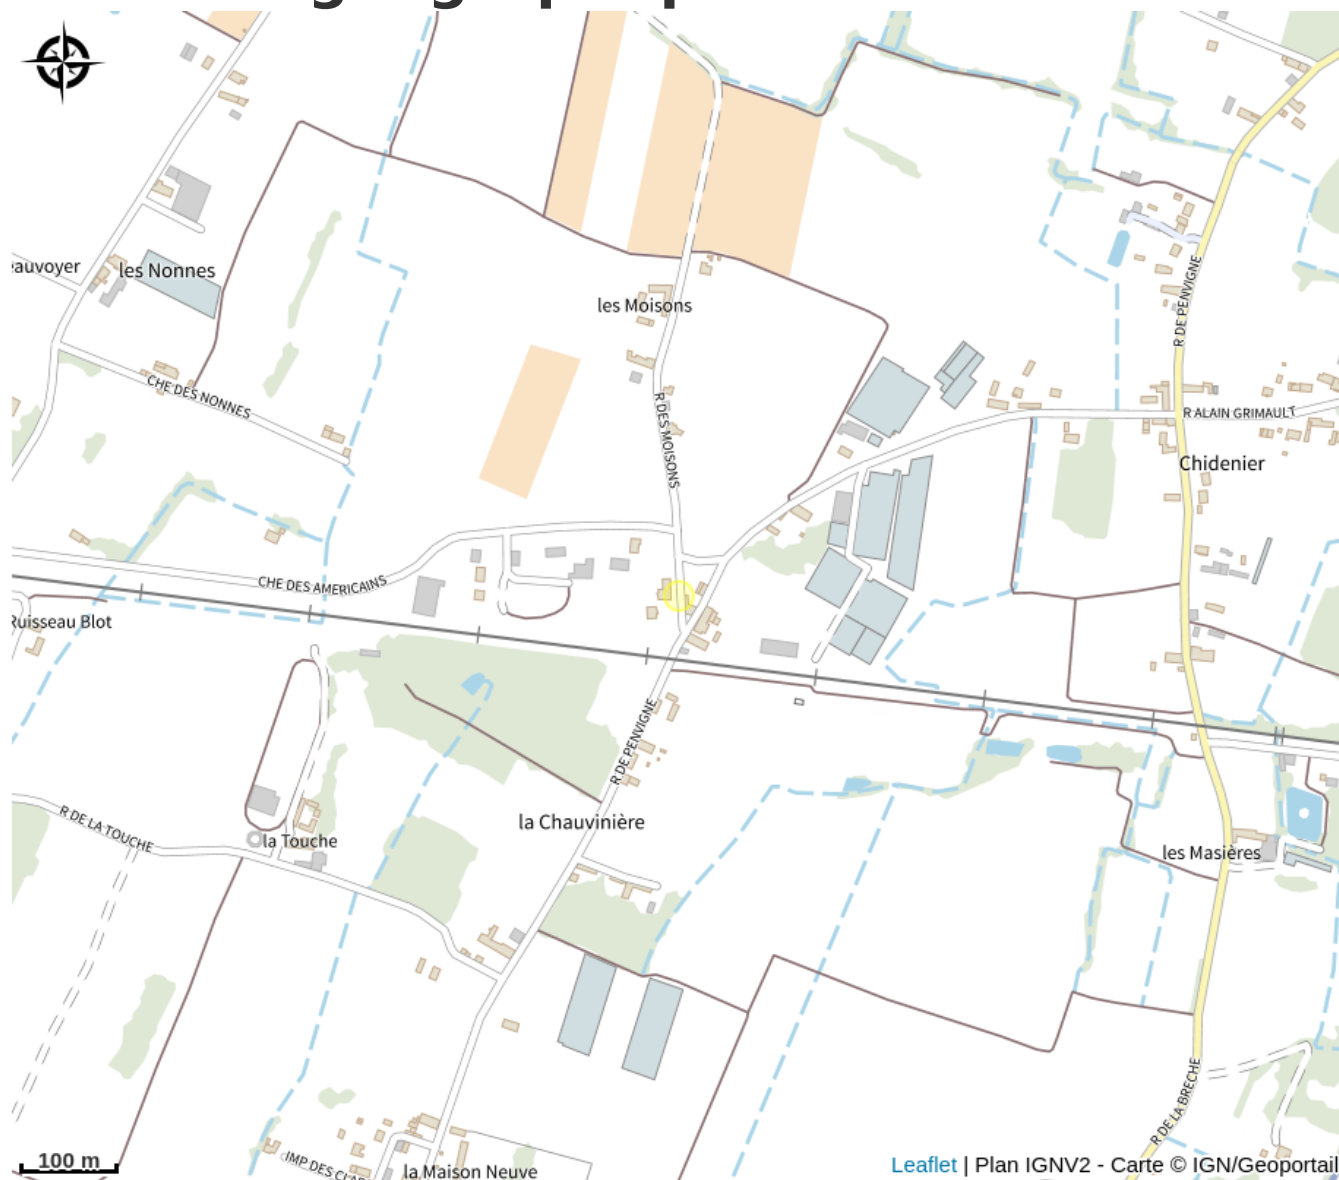 eauvoyer
les Nonnes
les Moisons
R DE PENVIGNE
CHE DES NONNES
R DES MOISONS
R ALAIN GRIMAULT
Chidenier
CHE DES AMERICAINS
Ruisseau Blot
R DE PENVIGNE
la Chauvinière
R DE LA TOUCHE
la Touche
les Masières
R DE LA BRECHE
100 m
IMP DES CLA
la Maison Neuve
Leaflet | Plan IGNV2 - Carte © IGN/Geoportail